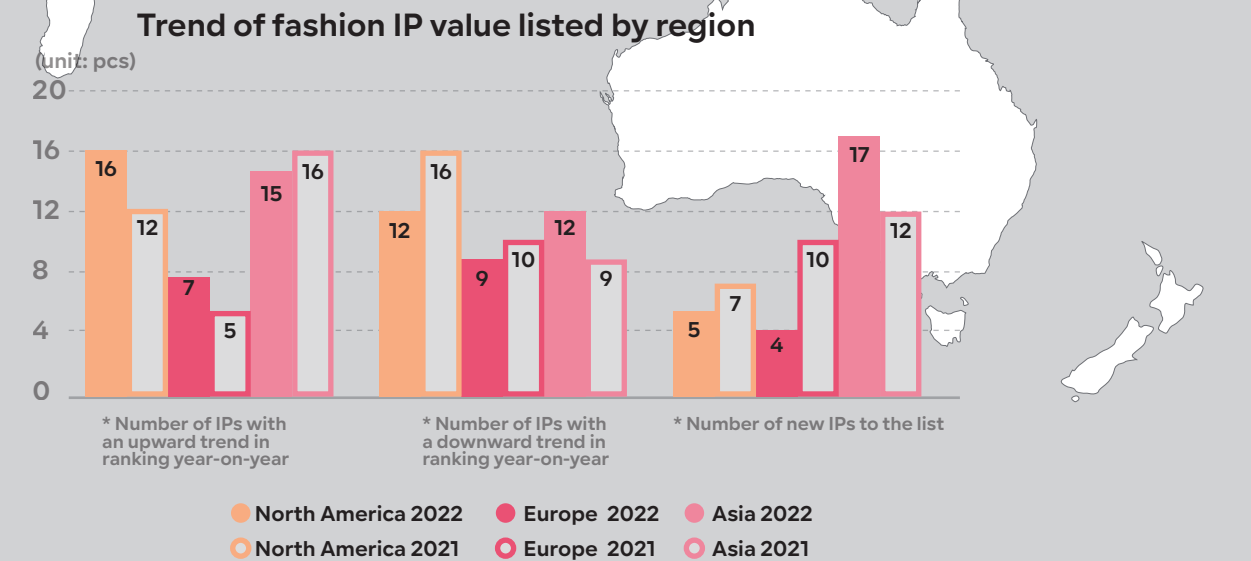 Trend of fashion IP value listed by region
(unit: pcs)
20
16
12
8
4
0
16
12
7
5
15
16
12
16
9
10
12
9
5
7
4
10
17
12
* Number of IPs with
an upward trend in
ranking year-on-year
* Number of IPs with
a downward trend in
ranking year-on-year
* Number of new IPs to the list
North America 2022
Europe 2022
Asia 2022
North America 2021
Europe 2021
Asia 2021